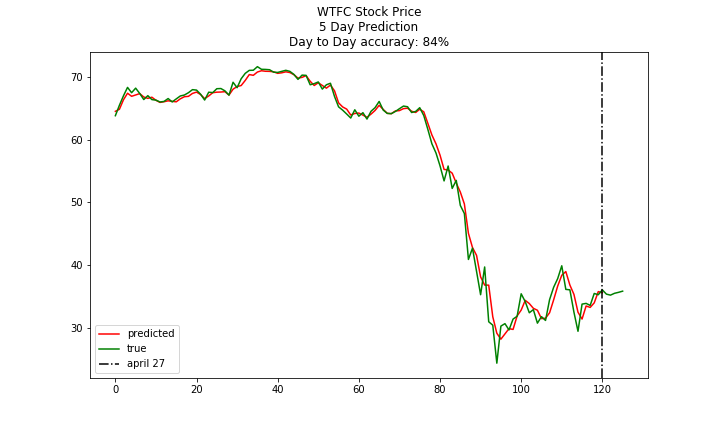 WTFC Stock Price
5 Day Prediction
Day to Day accuracy: 84%
70
60
50
40
30
predicted
true
april 27
0 20 40 60 80 100 120